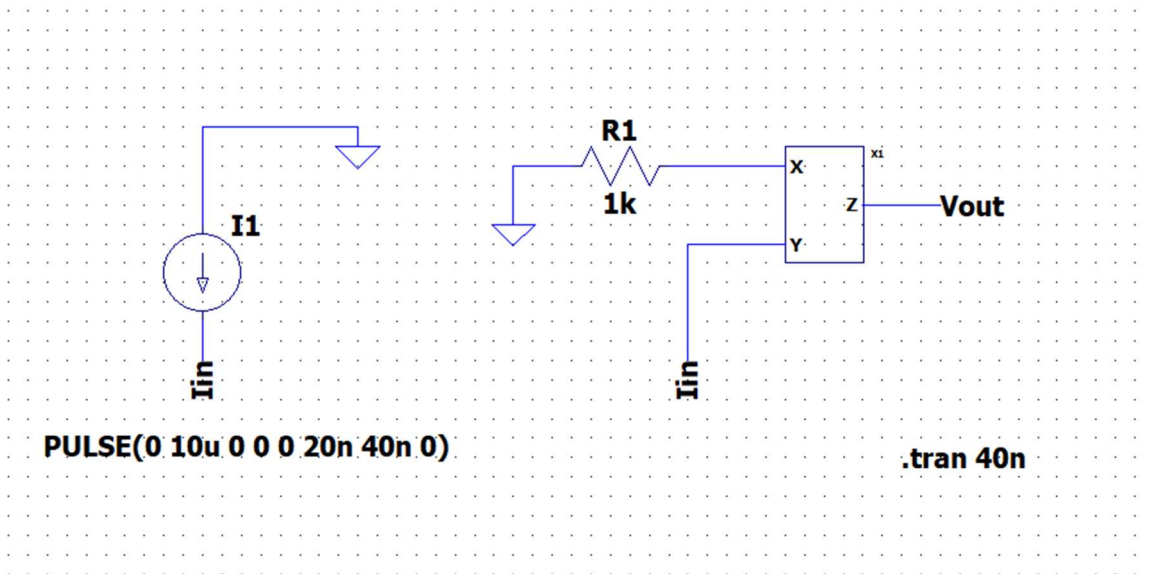 R1
X
X1
1k
Z
Vout
I1
Y
Iin
Iin
PULSE(0 10u 0 0 0 20n 40n 0)
.tran 40n